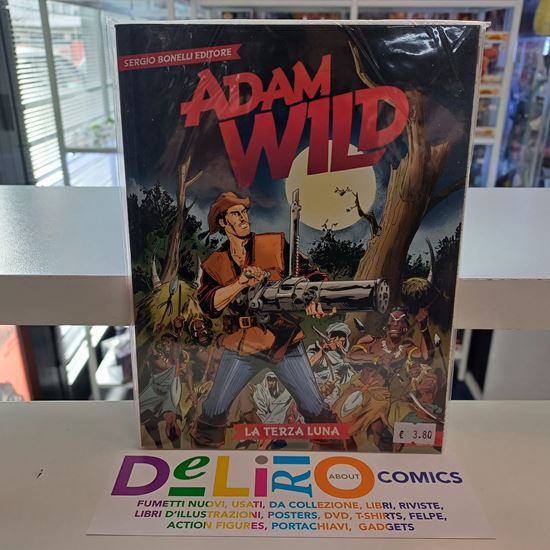 SERGIO BONELLI EDITORE
ADAM
WILD
LA TERZA LUNA
€ 3.80
DELIRIO ABOUT COMICS
FUMETTI NUOVI, USATI, DA COLLEZIONE, LIBRI, RIVISTE,
LIBRI D'ILLUSTRAZIONI, POSTERS, DVD, T-SHIRTS, FELPE,
ACTION FIGURES, PORTACHIAVI, GADGETS